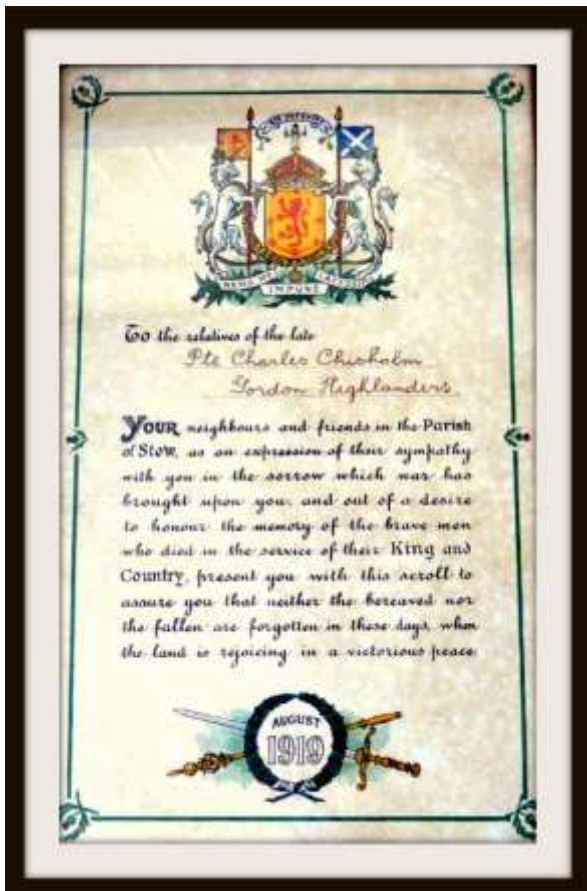 IN DEFENCE
NEMO ME IMPUNE LACESSIT
To the relatives of the late
Pte Charles Chisholm
Gordon Highlanders
YOUR neighbours and friends in the Parish
of Stow, as an expression of their sympathy
with you in the sorrow which war has
brought upon you, and out of a desire
to honour the memory of the brave men
who died in the service of their King and
Country, present you with this scroll to
assure you that neither the bereaved nor
the fallen are forgotten in these days, when
the land is rejoicing in a victorious peace.
AUGUST
1919